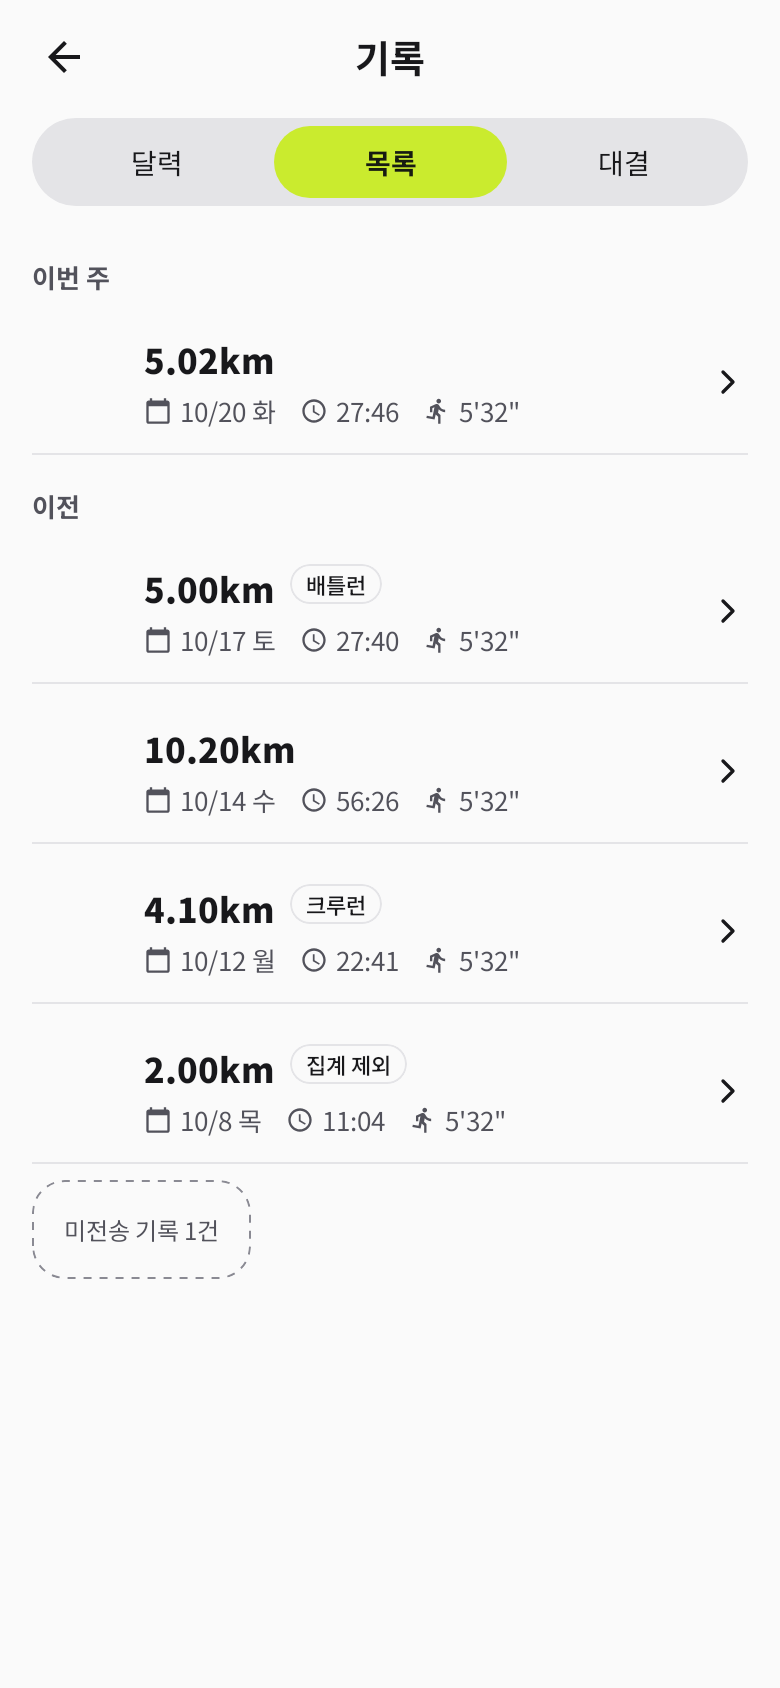 기록
달력 목록 대결
이번 주
5.02km
10/20 화 27:46 5'32"
이전
5.00km 배틀런
10/17 토 27:40 5'32"
10.20km
10/14 수 56:26 5'32"
4.10km 크루런
10/12 월 22:41 5'32"
2.00km 집계 제외
10/8 목 11:04 5'32"
미전송 기록 1건